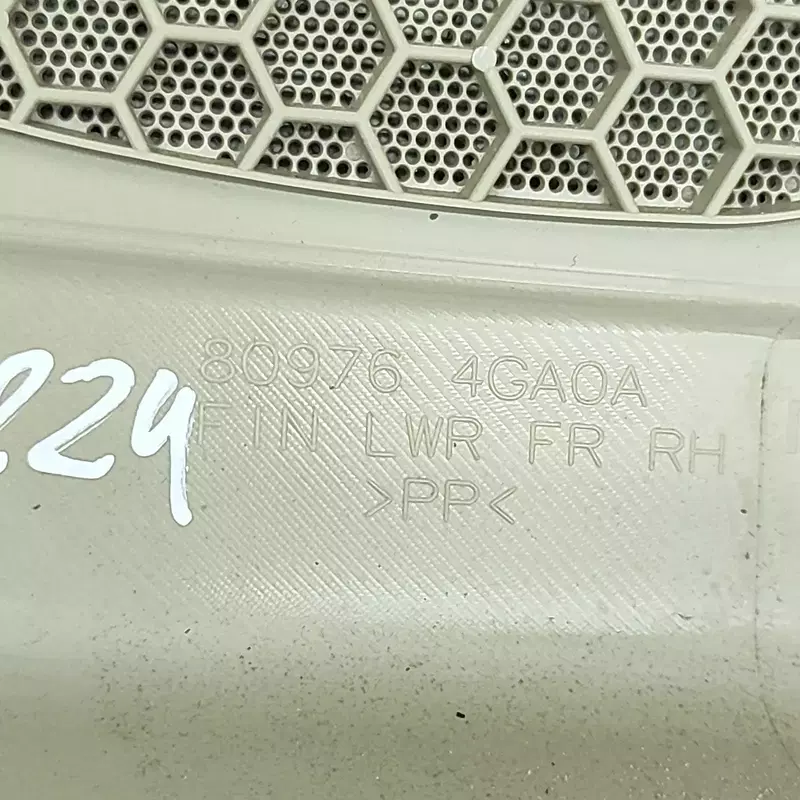 80976 4GA0A
FIN LWR FR RH
>PP<
224